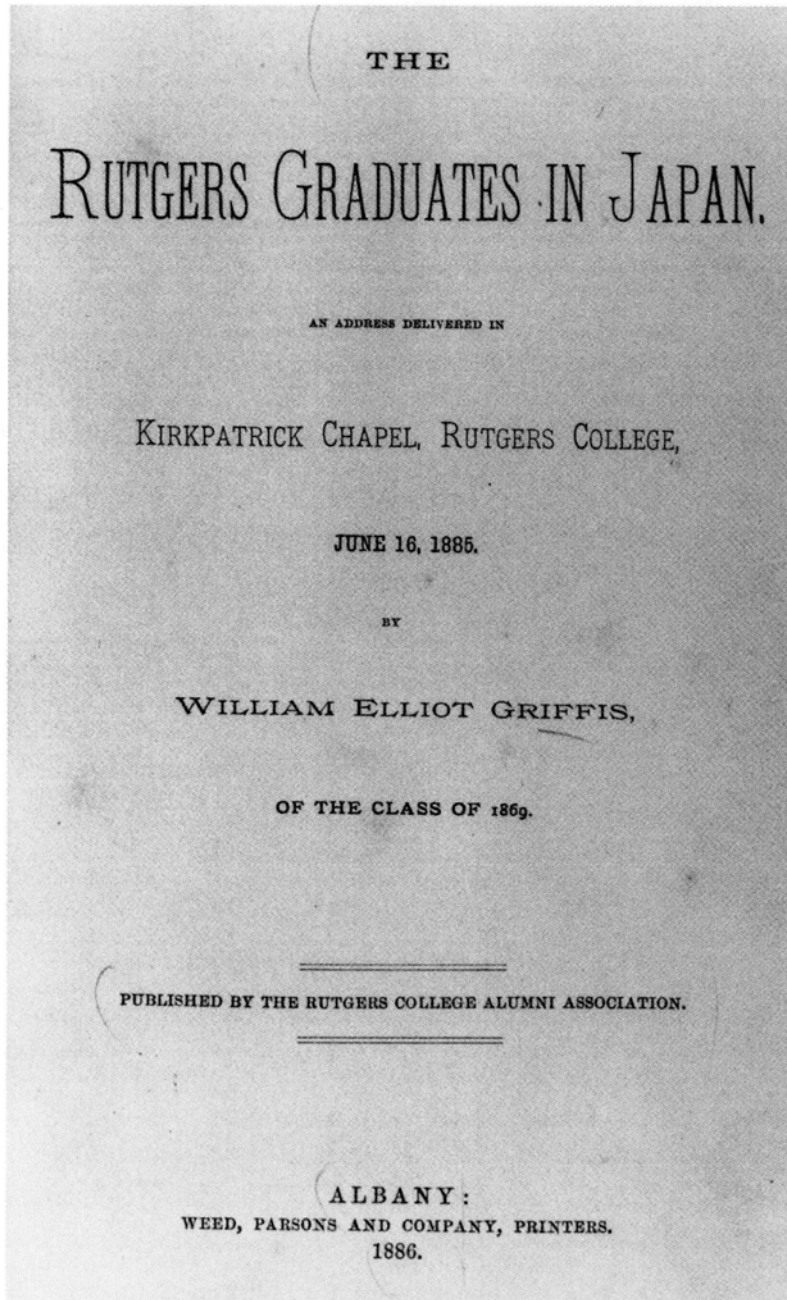 THE
RUTGERS GRADUATES IN JAPAN.
AN ADDRESS DELIVERED IN
KIRKPATRICK CHAPEL, RUTGERS COLLEGE,
JUNE 16, 1885.
BY
WILLIAM ELLIOT GRIFFIS,
OF THE CLASS OF 1869.
PUBLISHED BY THE RUTGERS COLLEGE ALUMNI ASSOCIATION.
ALBANY:
WEED, PARSONS AND COMPANY, PRINTERS.
1886.